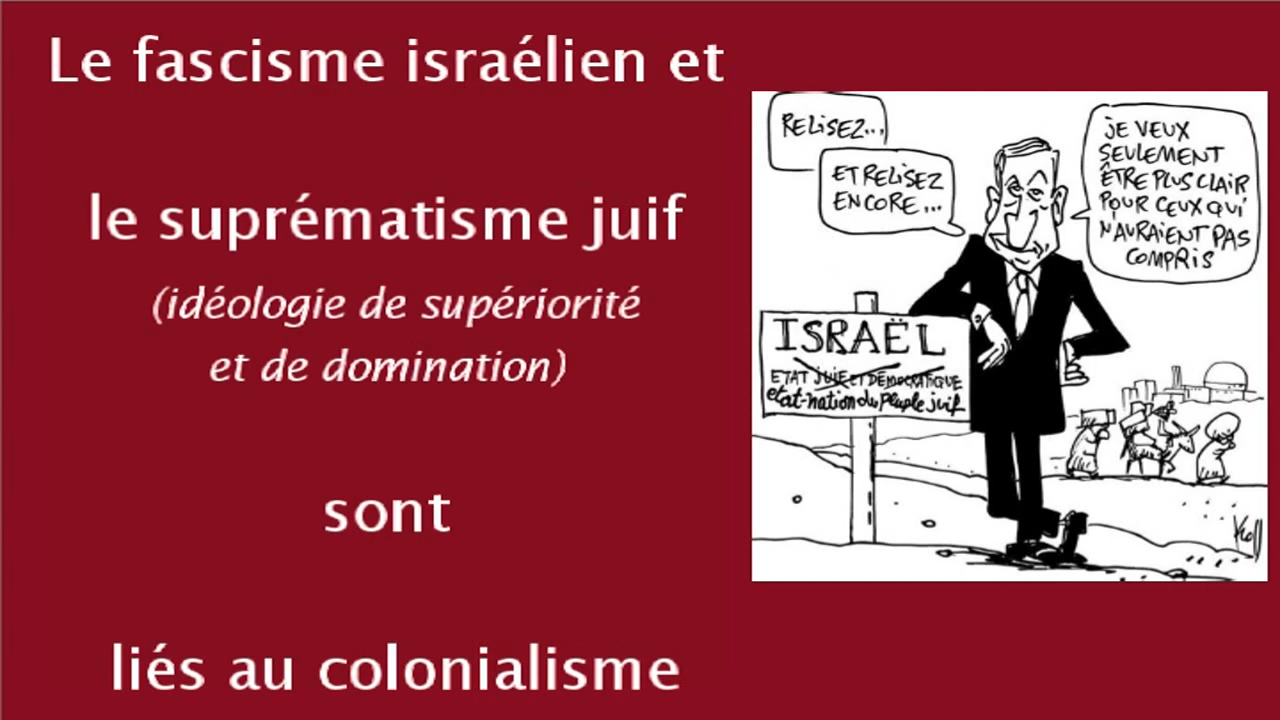 Le fascisme israélien et
le suprématisme juif
(idéologie de supériorité
et de domination)
sont
liés au colonialisme
RELISEZ...
ET RELISEZ
ENCORE...
JE VEUX
SEULEMENT
ÊTRE PLUS CLAIR
POUR CEUX QUI
N'AURAIENT PAS
COMPRIS
ISRAËL
ETAT JUIF ET DÉMOCRATIQUE
etat-nation du peuple juif
Kroll